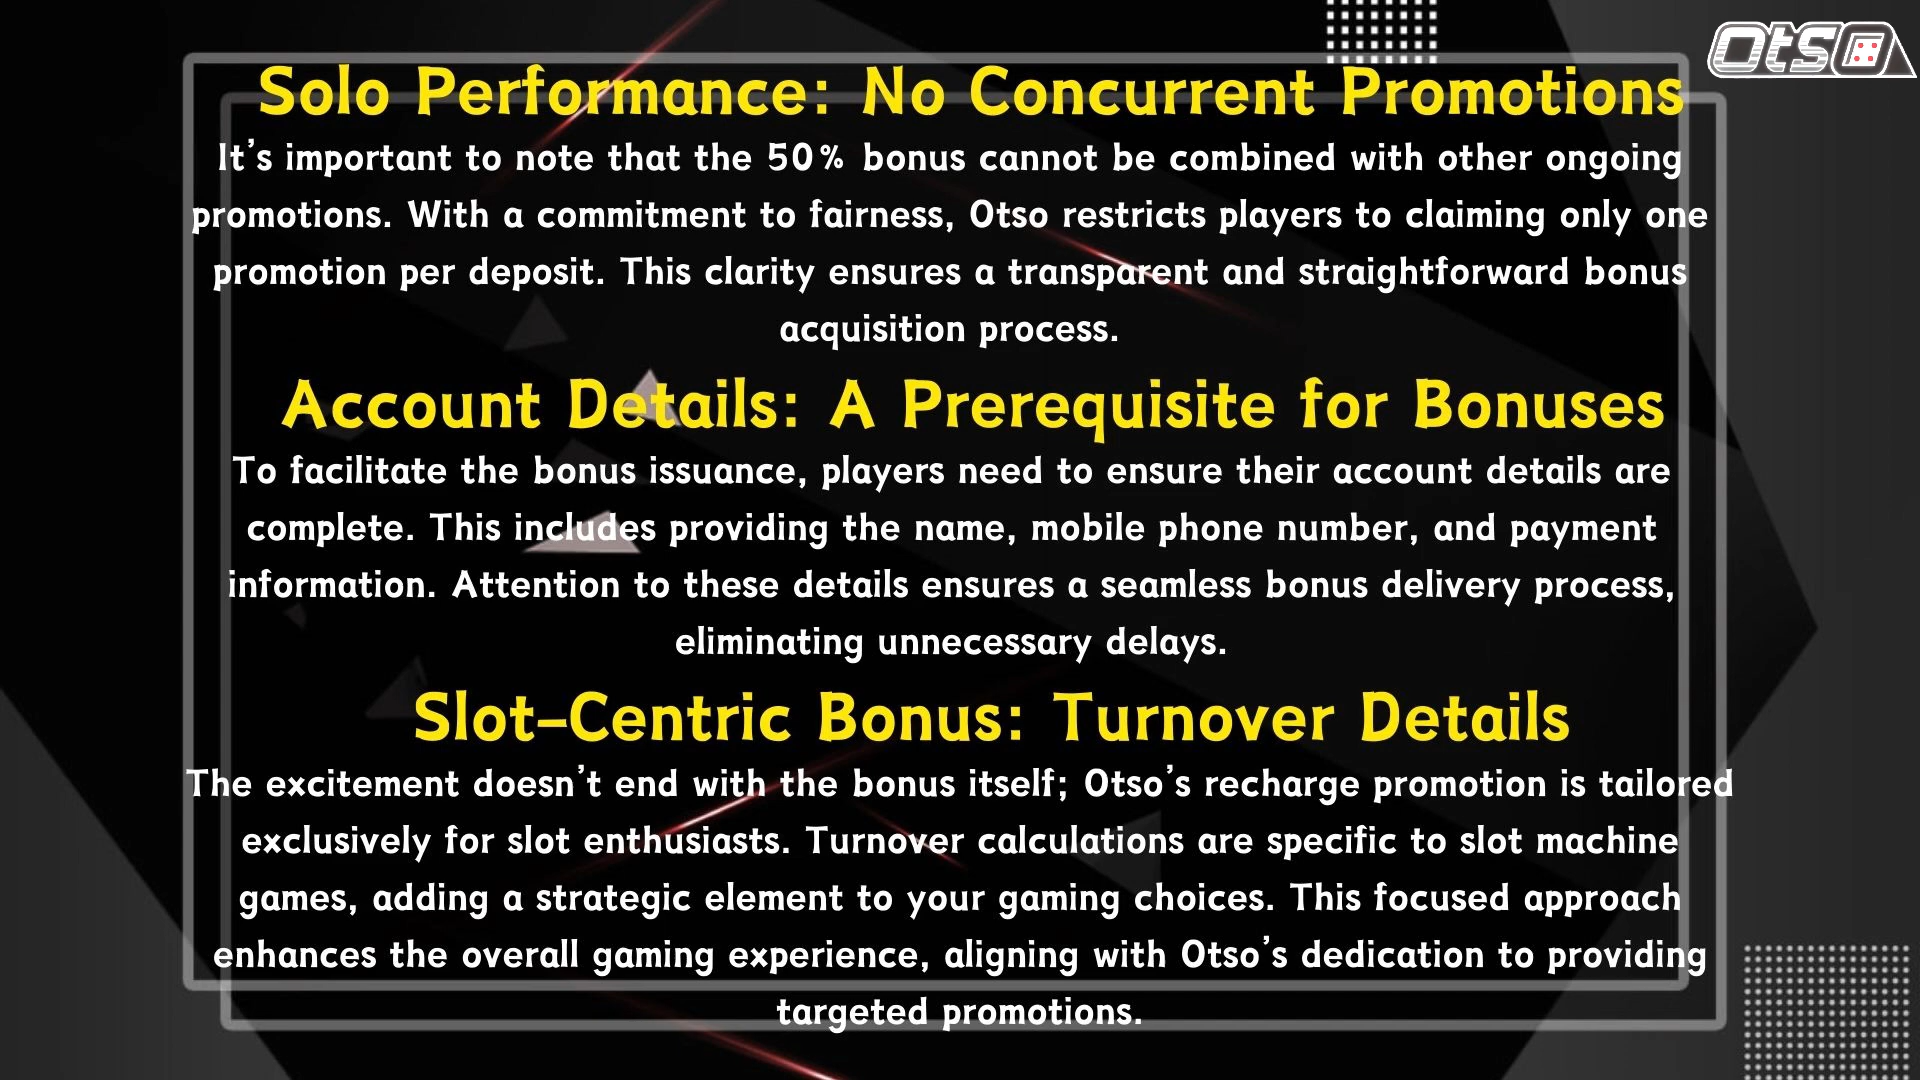 Otso
Solo Performance: No Concurrent Promotions
It's important to note that the 50% bonus cannot be combined with other ongoing
promotions. With a commitment to fairness, Otso restricts players to claiming only one
promotion per deposit. This clarity ensures a transparent and straightforward bonus
acquisition process.
Account Details: A Prerequisite for Bonuses
To facilitate the bonus issuance, players need to ensure their account details are
complete. This includes providing the name, mobile phone number, and payment
information. Attention to these details ensures a seamless bonus delivery process,
eliminating unnecessary delays.
Slot-Centric Bonus: Turnover Details
The excitement doesn't end with the bonus itself; Otso's recharge promotion is tailored
exclusively for slot enthusiasts. Turnover calculations are specific to slot machine
games, adding a strategic element to your gaming choices. This focused approach
enhances the overall gaming experience, aligning with Otso's dedication to providing
targeted promotions.